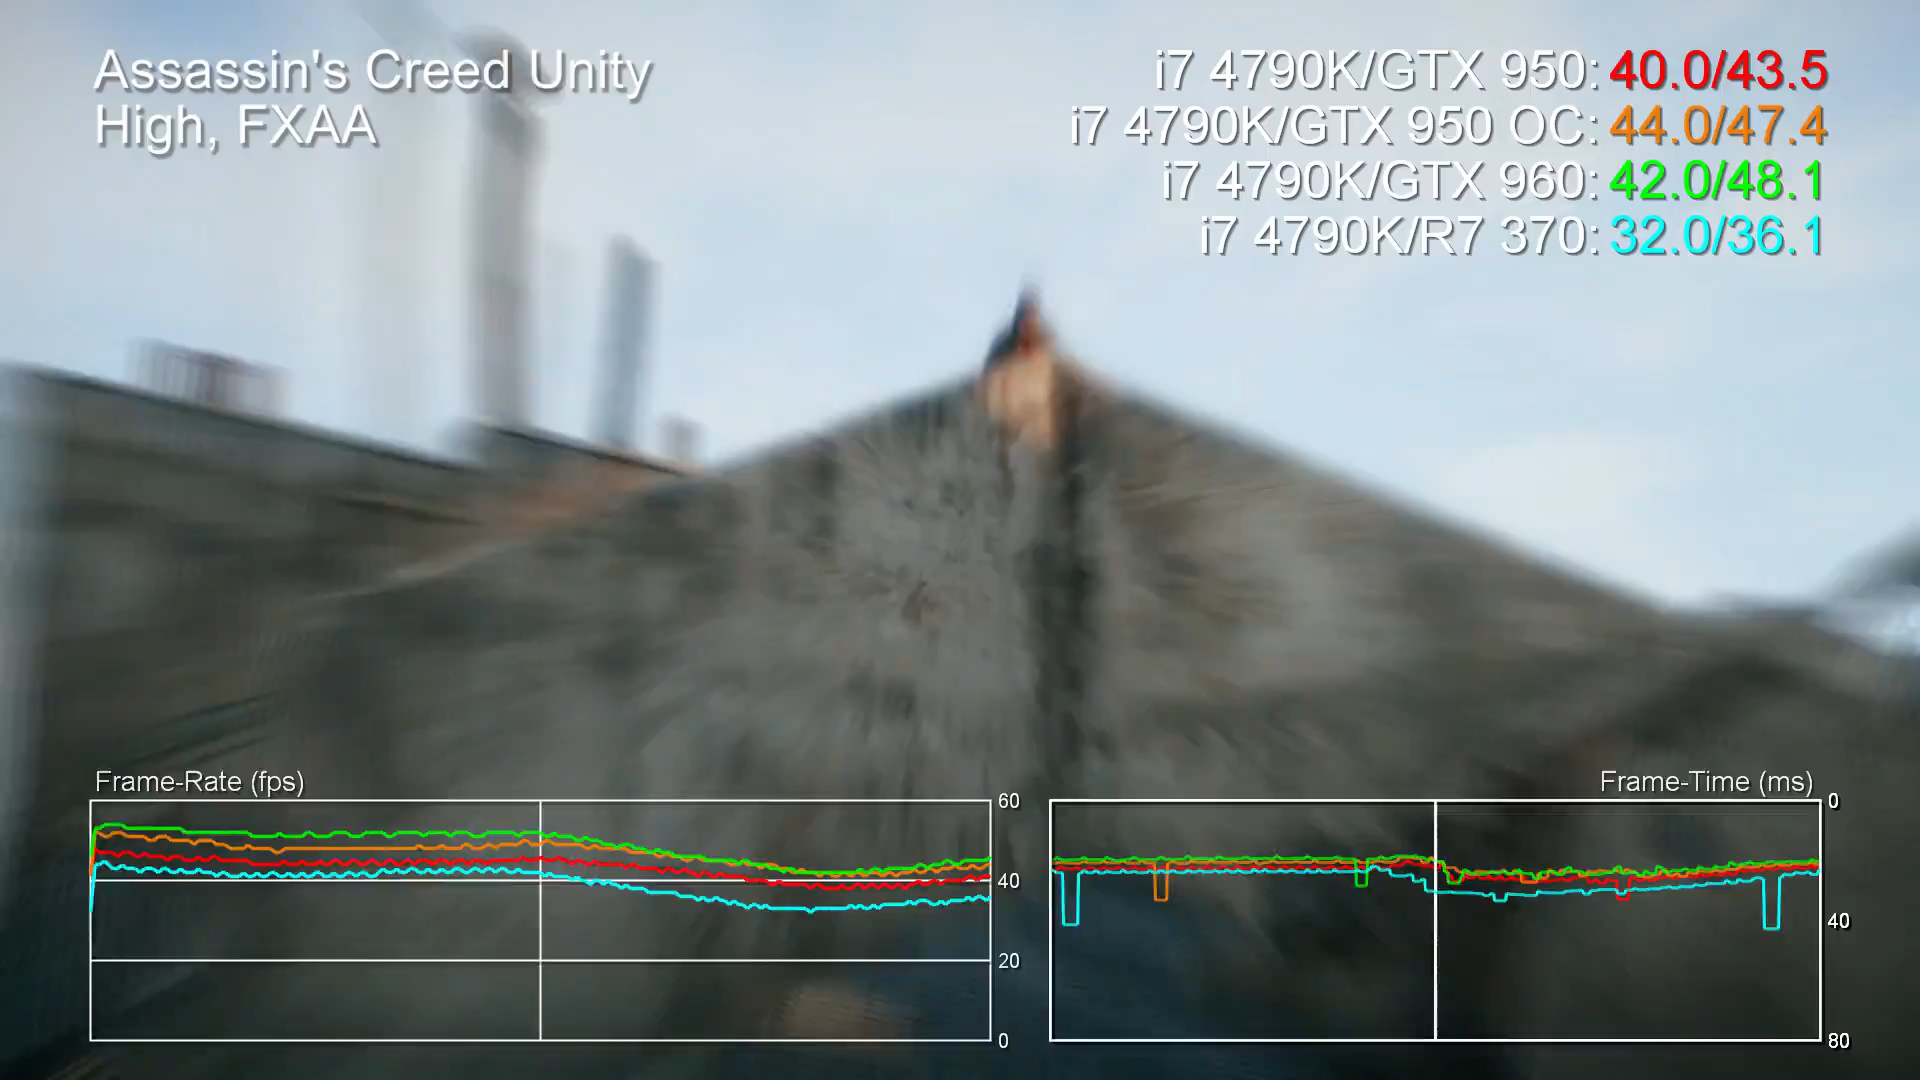 Assassin's Creed Unity
High, FXAA
i7 4790K/GTX 950: 40.0/43.5
i7 4790K/GTX 950 OC: 44.0/47.4
i7 4790K/GTX 960: 42.0/48.1
i7 4790K/R7 370: 32.0/36.1
Frame-Rate (fps)
60
40
20
0
Frame-Time (ms)
0
40
80